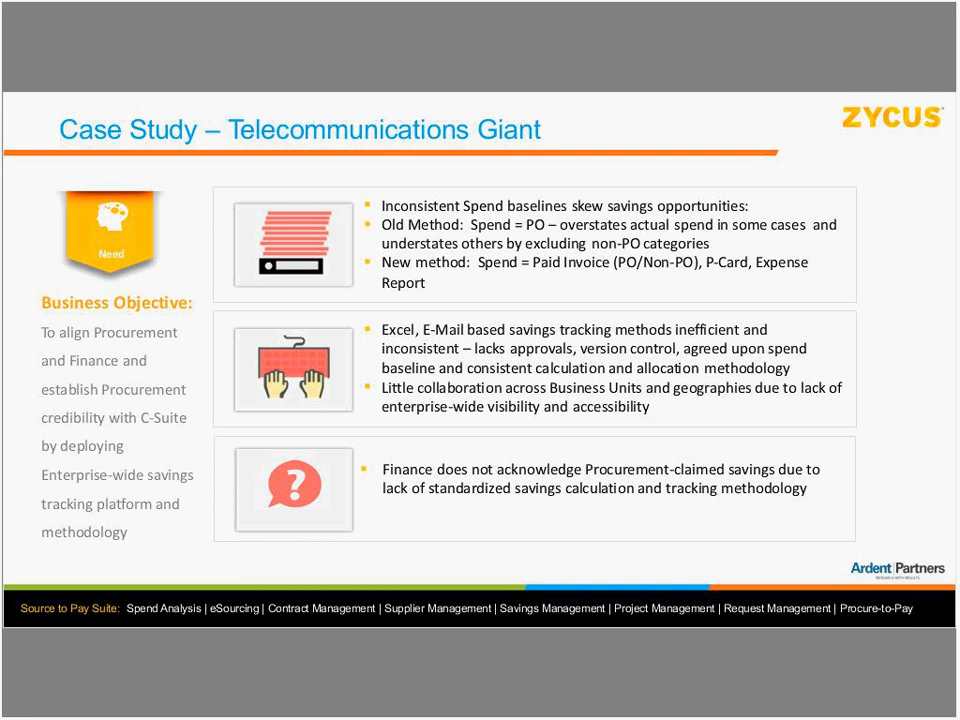 Case Study – Telecommunications Giant
ZYCUS
Need
Business Objective:
To align Procurement
and Finance and
establish Procurement
credibility with C-Suite
by deploying
Enterprise-wide savings
tracking platform and
methodology
Inconsistent Spend baselines skew savings opportunities:
Old Method: Spend = PO – overstates actual spend in some cases and
understates others by excluding non-PO categories
New method: Spend = Paid Invoice (PO/Non-PO), P-Card, Expense
Report
Excel, E-Mail based savings tracking methods inefficient and
inconsistent – lacks approvals, version control, agreed upon spend
baseline and consistent calculation and allocation methodology
Little collaboration across Business Units and geographies due to lack of
enterprise-wide visibility and accessibility
?
Finance does not acknowledge Procurement-claimed savings due to
lack of standardized savings calculation and tracking methodology
Ardent|Partners
RESEARCH WITH RESULTS
Source to Pay Suite: Spend Analysis | eSourcing | Contract Management | Supplier Management | Savings Management | Project Management | Request Management | Procure-to-Pay